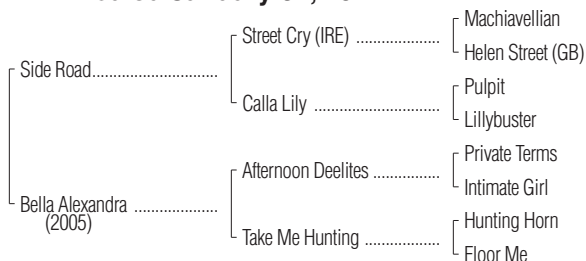 Street Cry (IRE) ....................
Machiavellian
Helen Street (GB)
Side Road..............................
Calla Lily ..............................
Pulpit
Lillybuster
Afternoon Deelites ...................
Private Terms
Intimate Girl
Bella Alexandra ....................
(2005)
Take Me Hunting ..................
Hunting Horn
Floor Me